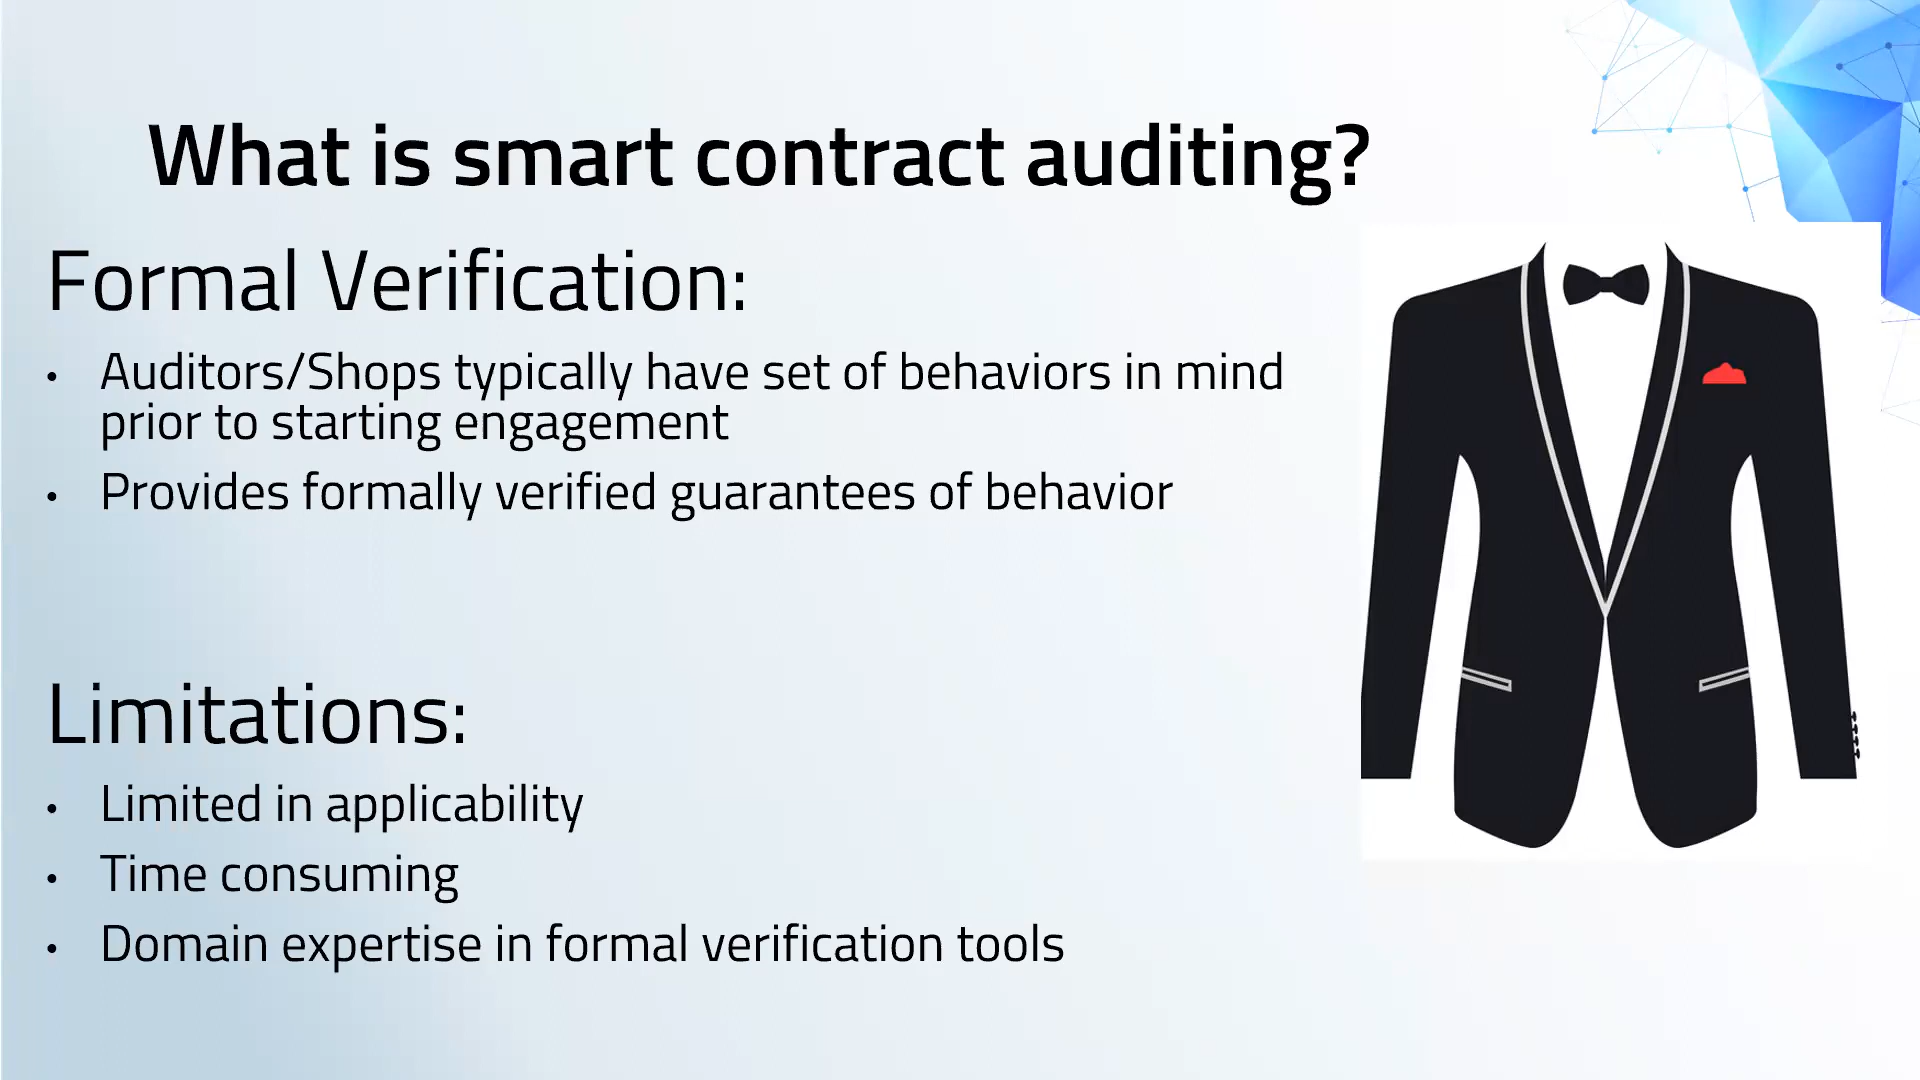 What is smart contract auditing?
Formal Verification:
• Auditors/Shops typically have set of behaviors in mind
prior to starting engagement
• Provides formally verified guarantees of behavior
Limitations:
• Limited in applicability
• Time consuming
• Domain expertise in formal verification tools